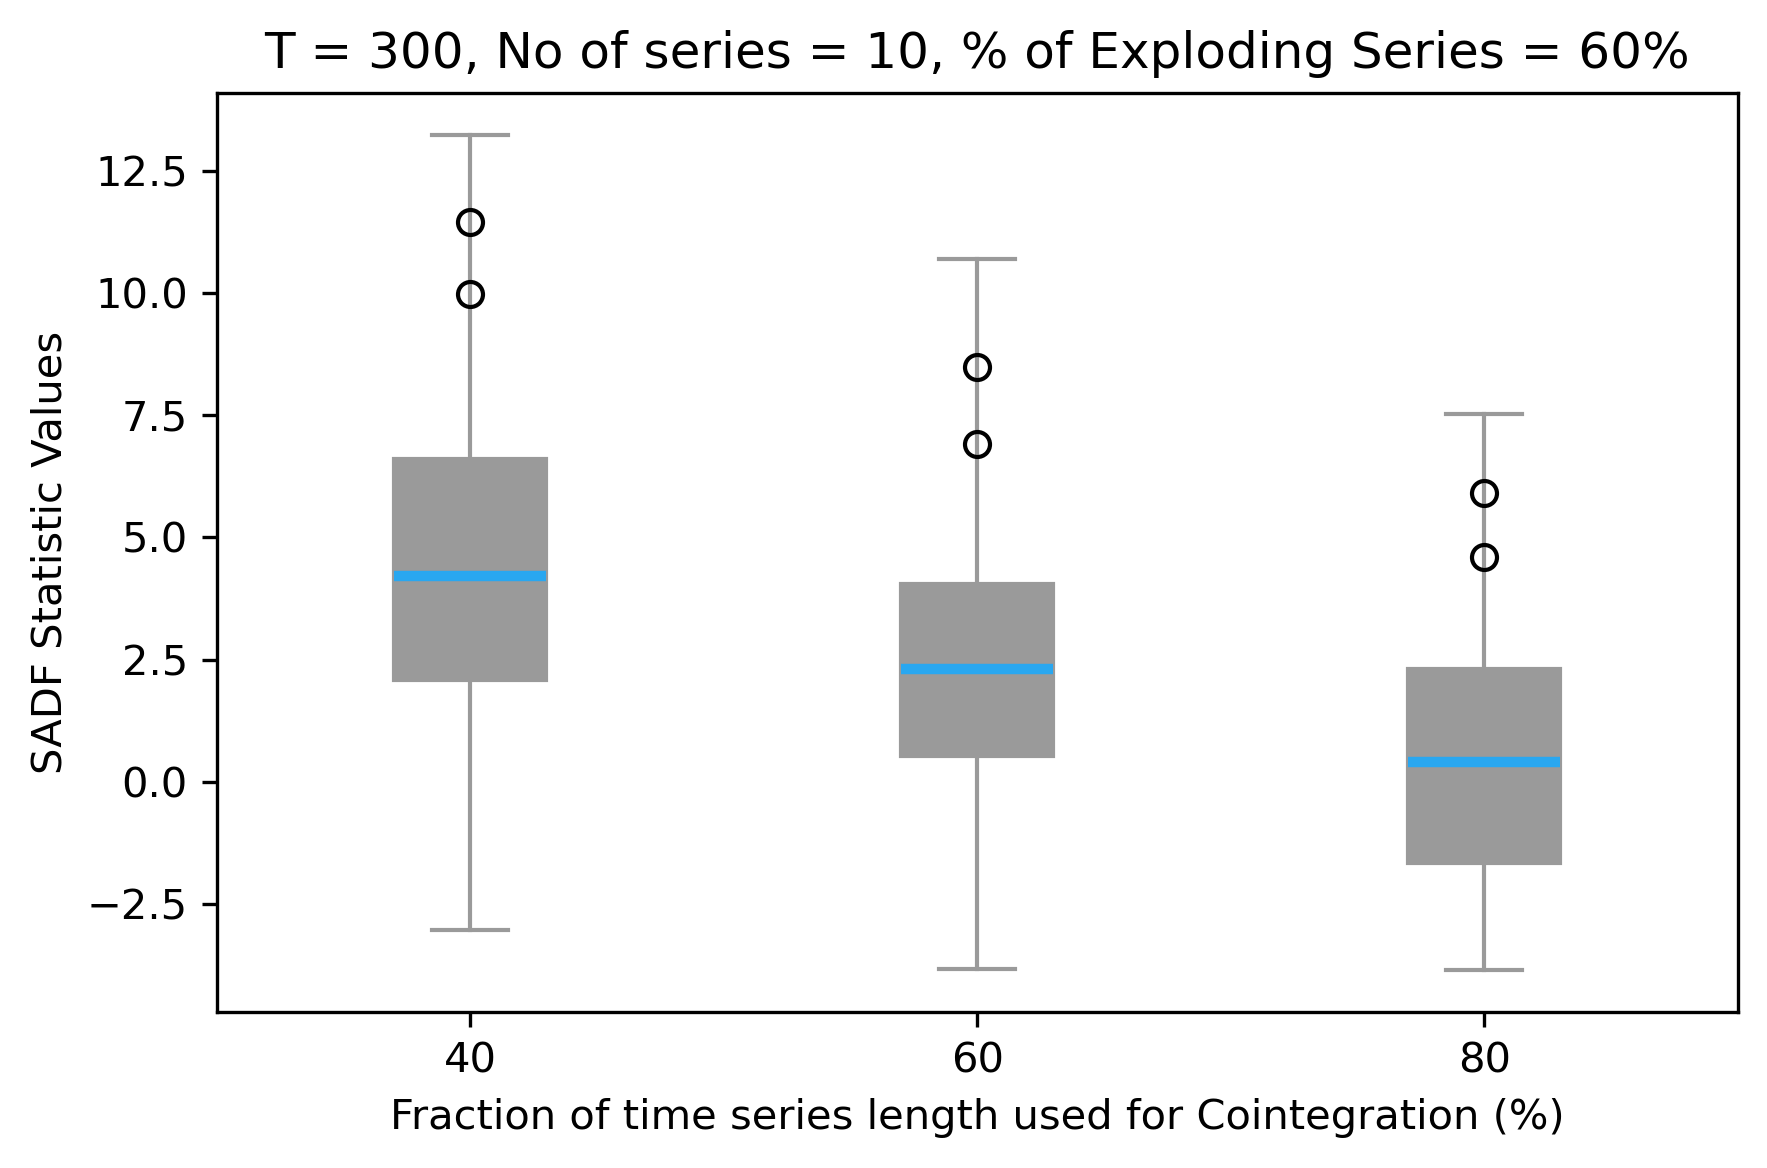 T = 300, No of series = 10, % of Exploding Series = 60%
SADF Statistic Values
12.5
10.0
7.5
5.0
2.5
0.0
−2.5
40 60 80
Fraction of time series length used for Cointegration (%)